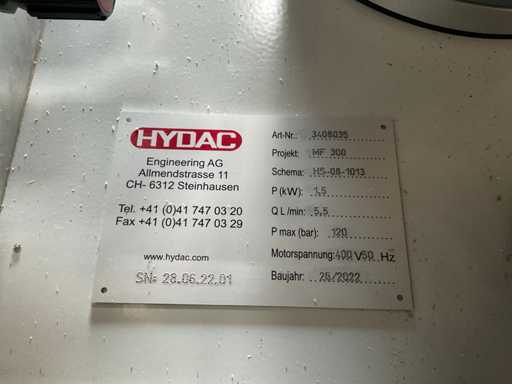 HYDAC
Engineering AG
Allmendstrasse 11
CH- 6312 Steinhausen
Tel. +41 (0)41 747 03 20
Fax +41 (0)41 747 03 29
www.hydac.com
SN: 28.06.22.01
Art-Nr.: 3408035
Projekt: MF 300
Schema: HS-08-1013
P (kW): 1,5
Q L/min: 5,5
P max (bar): 120
Motorspannung: 400 V 50 Hz
Baujahr: 25/2022